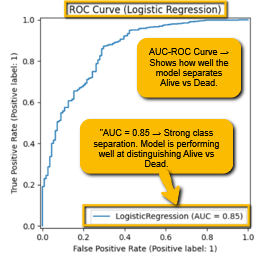 ROC Curve (Logistic Regression)
AUC-ROC Curve →
Shows how well the
model separates
Alive vs Dead.
"AUC = 0.85 → Strong class
separation. Model is performing
well at distinguishing Alive vs
Dead.
LogisticRegression (AUC = 0.85)
True Positive Rate (Positive label: 1)
1.0
0.8
0.6
0.4
0.2
0.0
0.0 0.2 0.4 0.6 0.8 1.0
False Positive Rate (Positive label: 1)